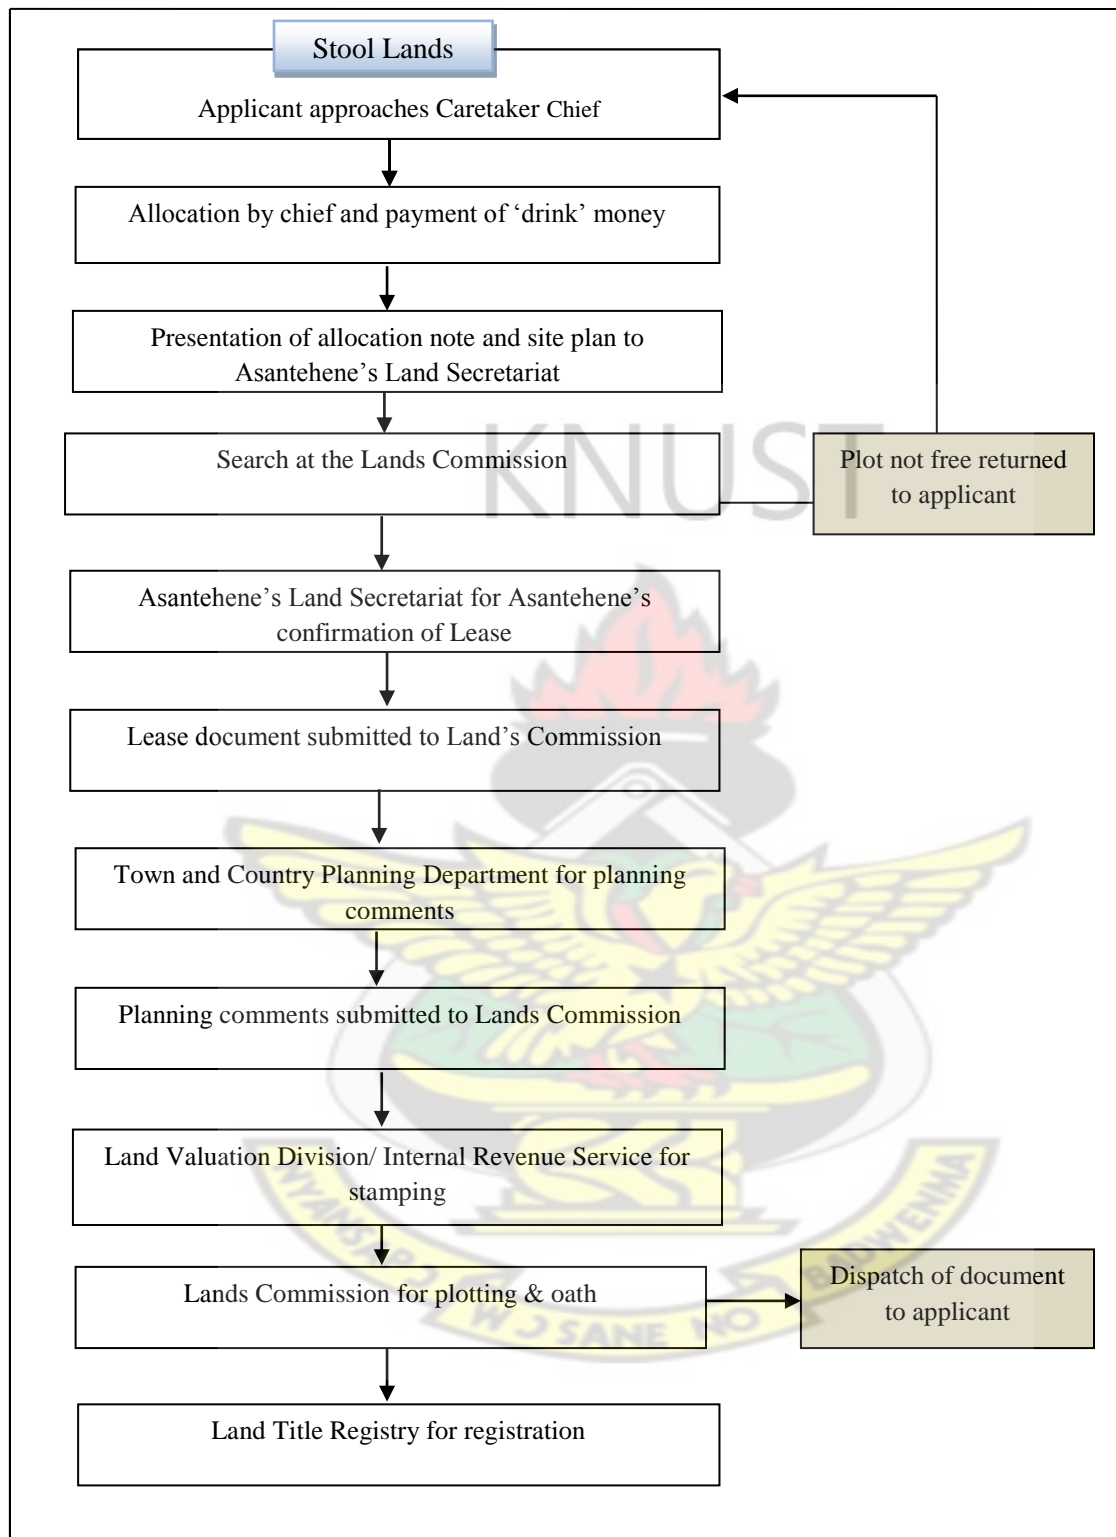 Stool Lands
Applicant approaches Caretaker Chief
Allocation by chief and payment of ‘drink’ money
Presentation of allocation note and site plan to
Asantehene’s Land Secretariat
KNUST
Search at the Lands Commission
Plot not free returned
to applicant
Asantehene’s Land Secretariat for Asantehene’s
confirmation of Lease
Lease document submitted to Land’s Commission
Town and Country Planning Department for planning
comments
Planning comments submitted to Lands Commission
Land Valuation Division/ Internal Revenue Service for
stamping
Lands Commission for plotting & oath
Dispatch of document
to applicant
Land Title Registry for registration
NYANSAPƆ WƆ SANE NO BADWENMA